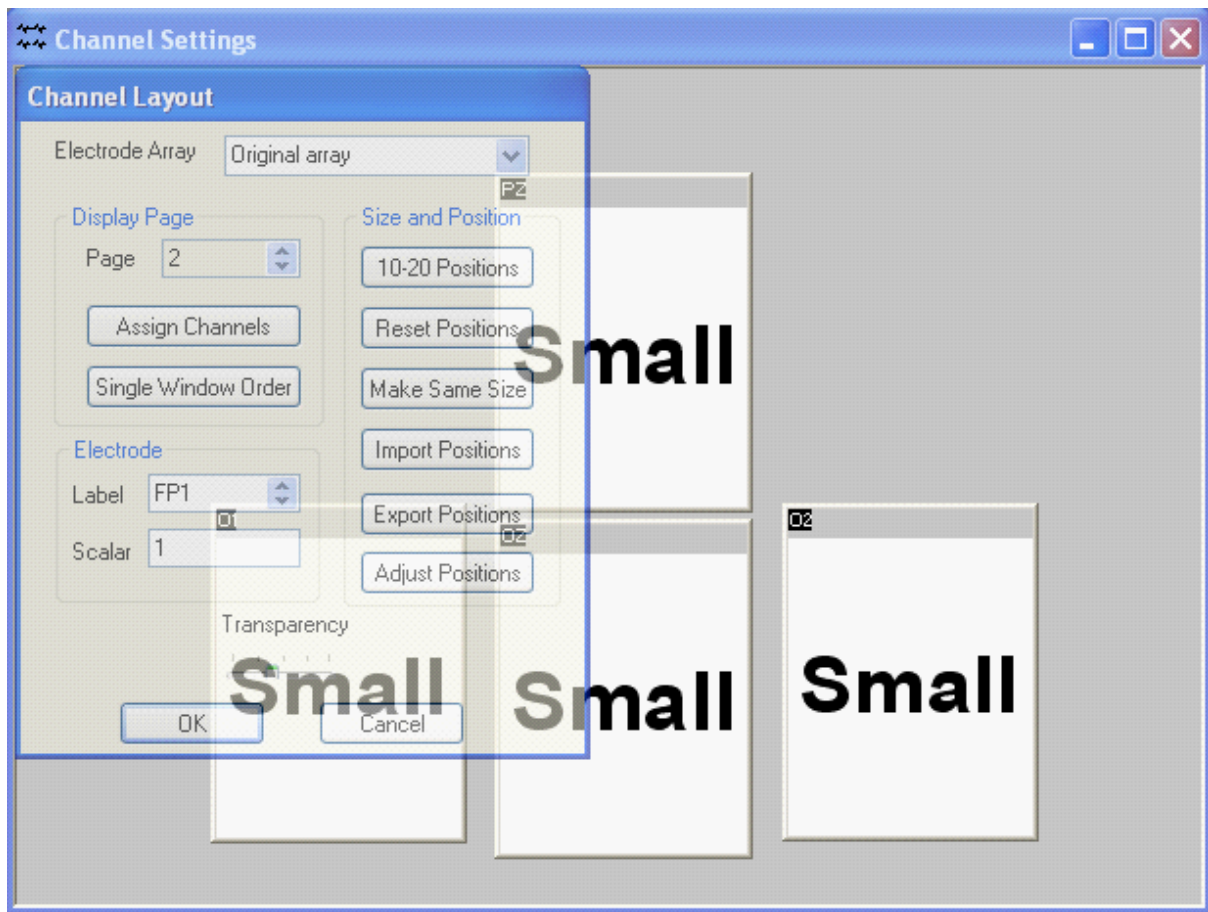 Channel Settings
Channel Layout
Electrode Array Original array
PZ
Display Page
Page 2
Assign Channels
Single Window Order
Size and Position
10-20 Positions
Reset Positions
Make Same Size
Import Positions
Export Positions
Adjust Positions
Small
Electrode
Label FP1
Scalar 1
O1
OZ
O2
Transparency
Small
Small
Small
OK
Cancel